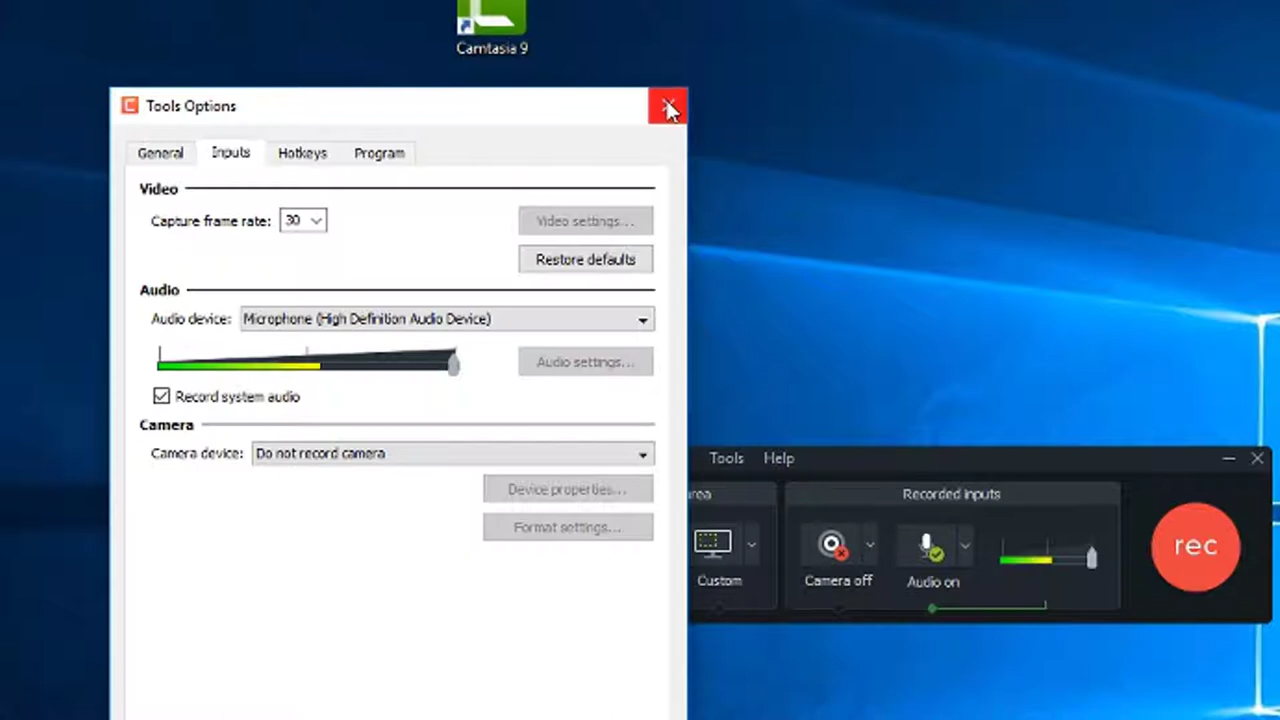 Camtasia 9
Tools Options
General Inputs Hotkeys Program
Video
Capture frame rate: 30 Video settings...
Restore defaults
Audio
Audio device: Microphone (High Definition Audio Device)
Audio settings...
Record system audio
Camera
Camera device: Do not record camera
Device properties...
Format settings...
Tools Help
rea Recorded inputs
Custom Camera off Audio on
rec